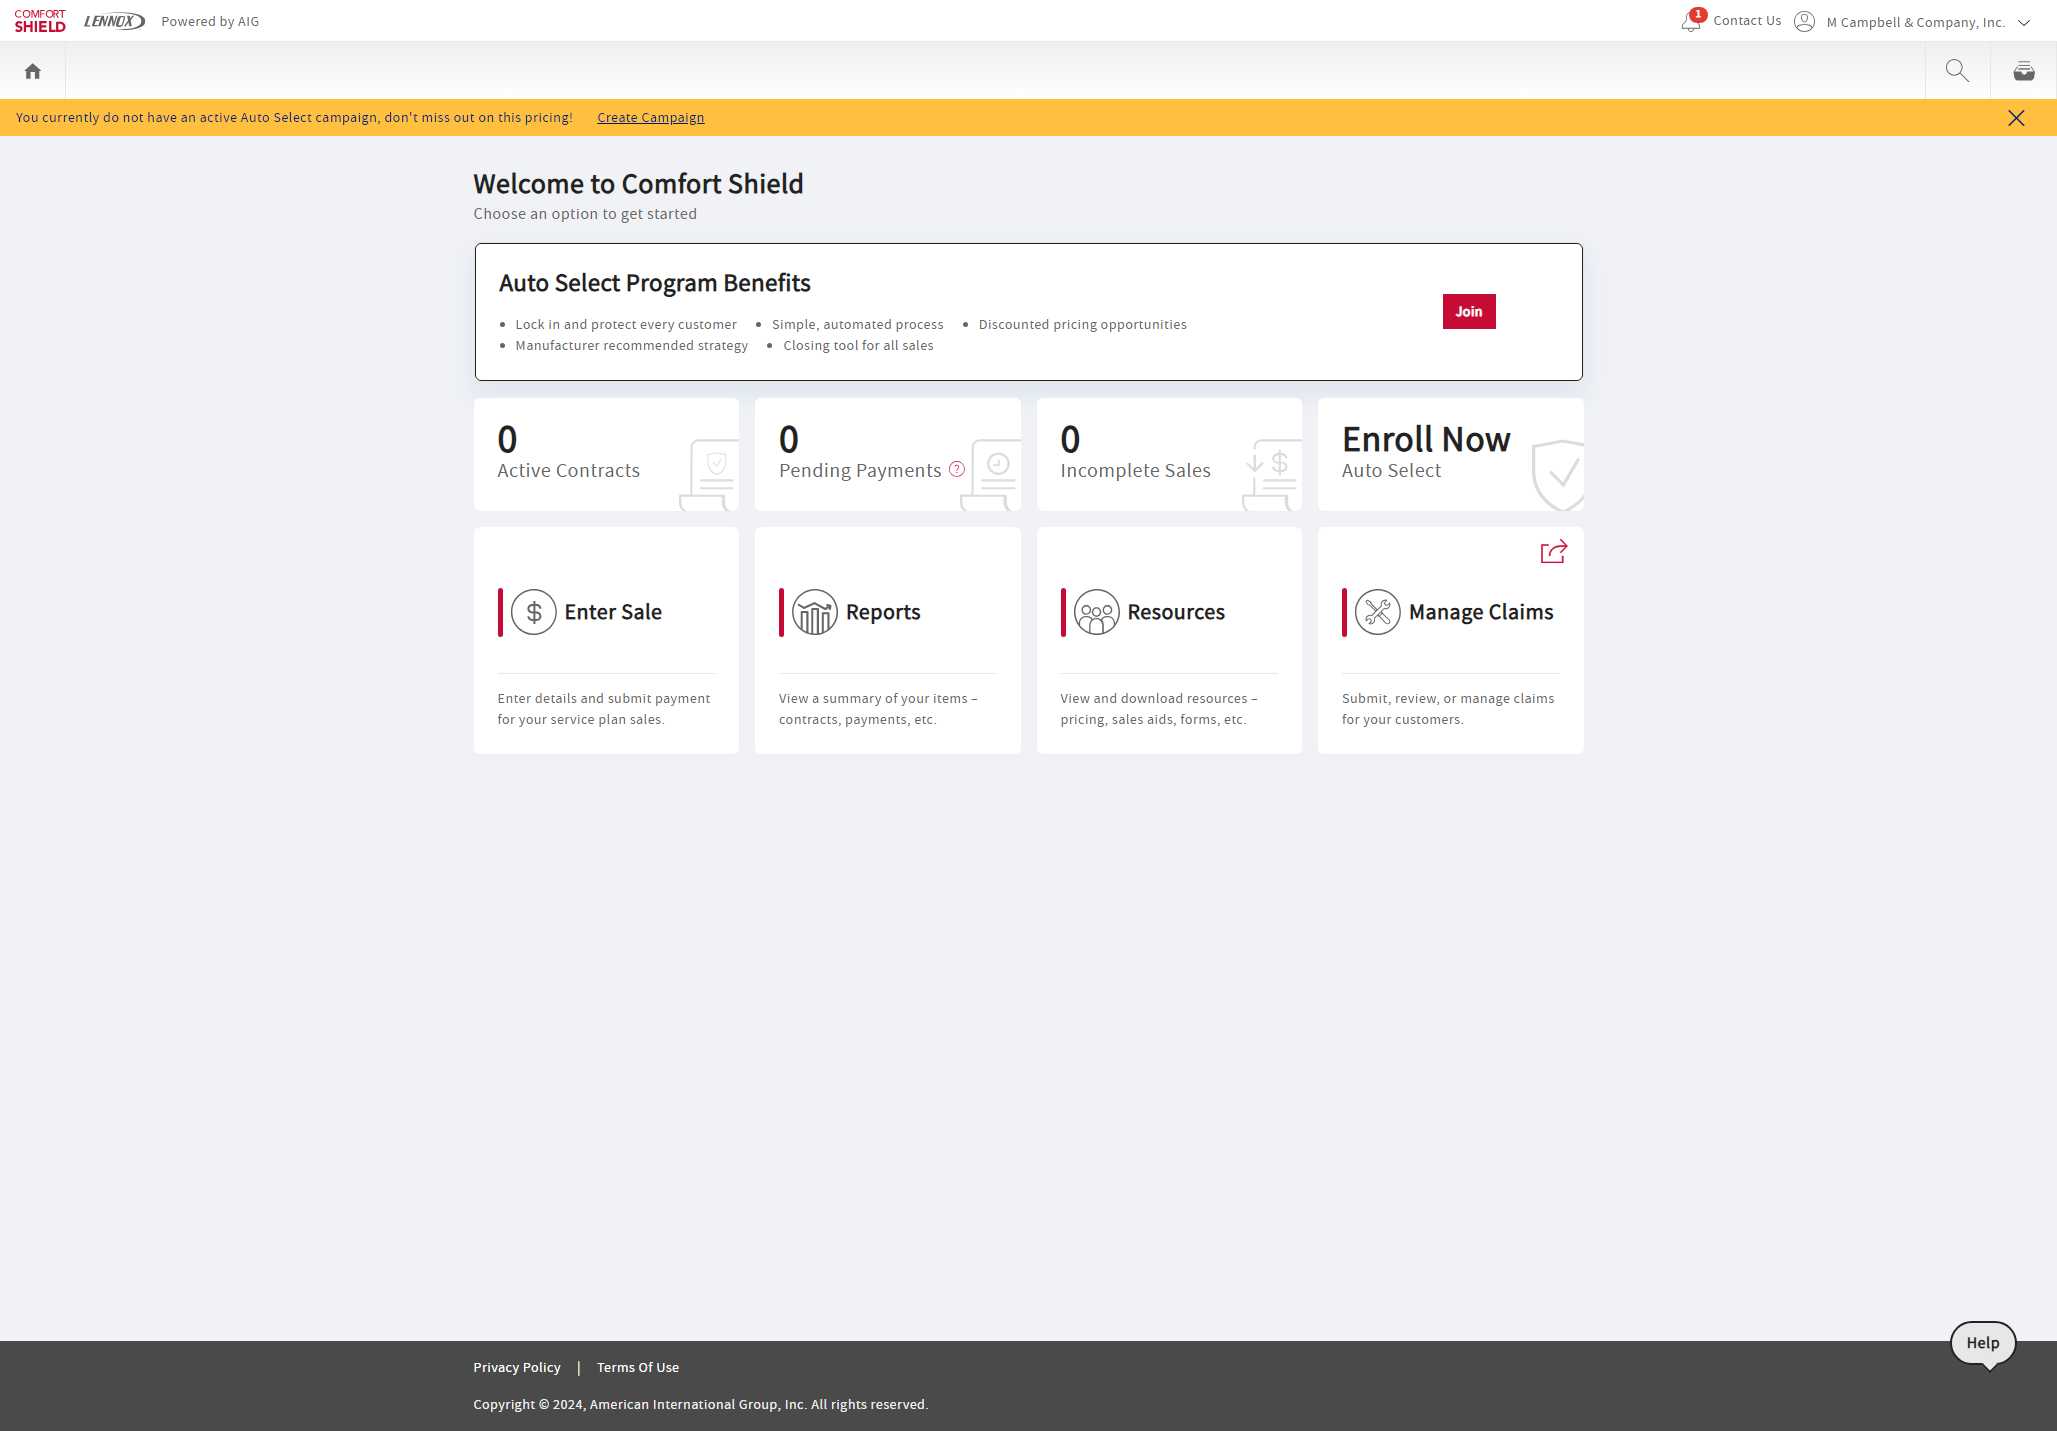 COMFORT
SHIELD
LENNOX
Powered by AIG
1
Contact Us
M Campbell & Company, Inc.
You currently do not have an active Auto Select campaign, don't miss out on this pricing! Create Campaign
Welcome to Comfort Shield
Choose an option to get started
Auto Select Program Benefits
• Lock in and protect every customer • Simple, automated process • Discounted pricing opportunities
• Manufacturer recommended strategy • Closing tool for all sales
Join
0
Active Contracts
0
Pending Payments ?
0
Incomplete Sales
Enroll Now
Auto Select
Enter Sale
Enter details and submit payment
for your service plan sales.
Reports
View a summary of your items –
contracts, payments, etc.
Resources
View and download resources –
pricing, sales aids, forms, etc.
Manage Claims
Submit, review, or manage claims
for your customers.
Help
Privacy Policy | Terms Of Use
Copyright © 2024, American International Group, Inc. All rights reserved.